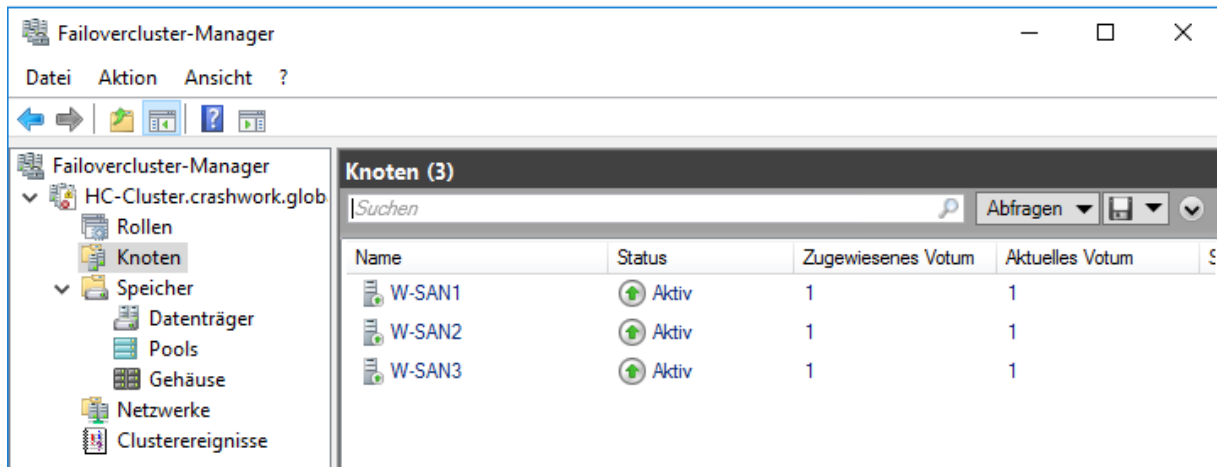 Failovercluster-Manager
Datei Aktion Ansicht ?
Failovercluster-Manager
HC-Cluster.crashwork.glob
Rollen
Knoten
Speicher
Datenträger
Pools
Gehäuse
Netzwerke
Clusterereignisse
Knoten (3)
Suchen Abfragen
Name Status Zugewiesenes Votum Aktuelles Votum S
W-SAN1 Aktiv 1 1
W-SAN2 Aktiv 1 1
W-SAN3 Aktiv 1 1